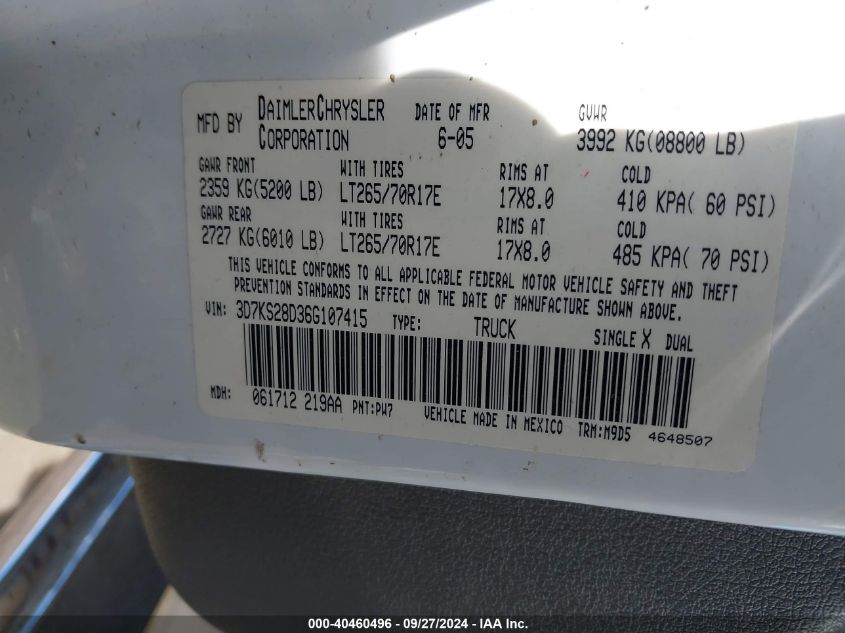 MFD BY DAIMLERCHRYSLER CORPORATION DATE OF MFR 6-05 GVWR 3992 KG(08800 LB)
GAWR FRONT WITH TIRES RIMS AT COLD
2359 KG(5200 LB) LT265/70R17E 17X8.0 410 KPA( 60 PSI)
GAWR REAR WITH TIRES RIMS AT COLD
2727 KG(6010 LB) LT265/70R17E 17X8.0 485 KPA( 70 PSI)
THIS VEHICLE CONFORMS TO ALL APPLICABLE FEDERAL MOTOR VEHICLE SAFETY AND THEFT
PREVENTION STANDARDS IN EFFECT ON THE DATE OF MANUFACTURE SHOWN ABOVE.
VIN: 3D7KS28D36G107415 TYPE: TRUCK SINGLE X DUAL
MDH: 061712 219AA PNT:PW7 VEHICLE MADE IN MEXICO TRM:M9D5 4648507
000-40460496 - 09/27/2024 - IAA Inc.